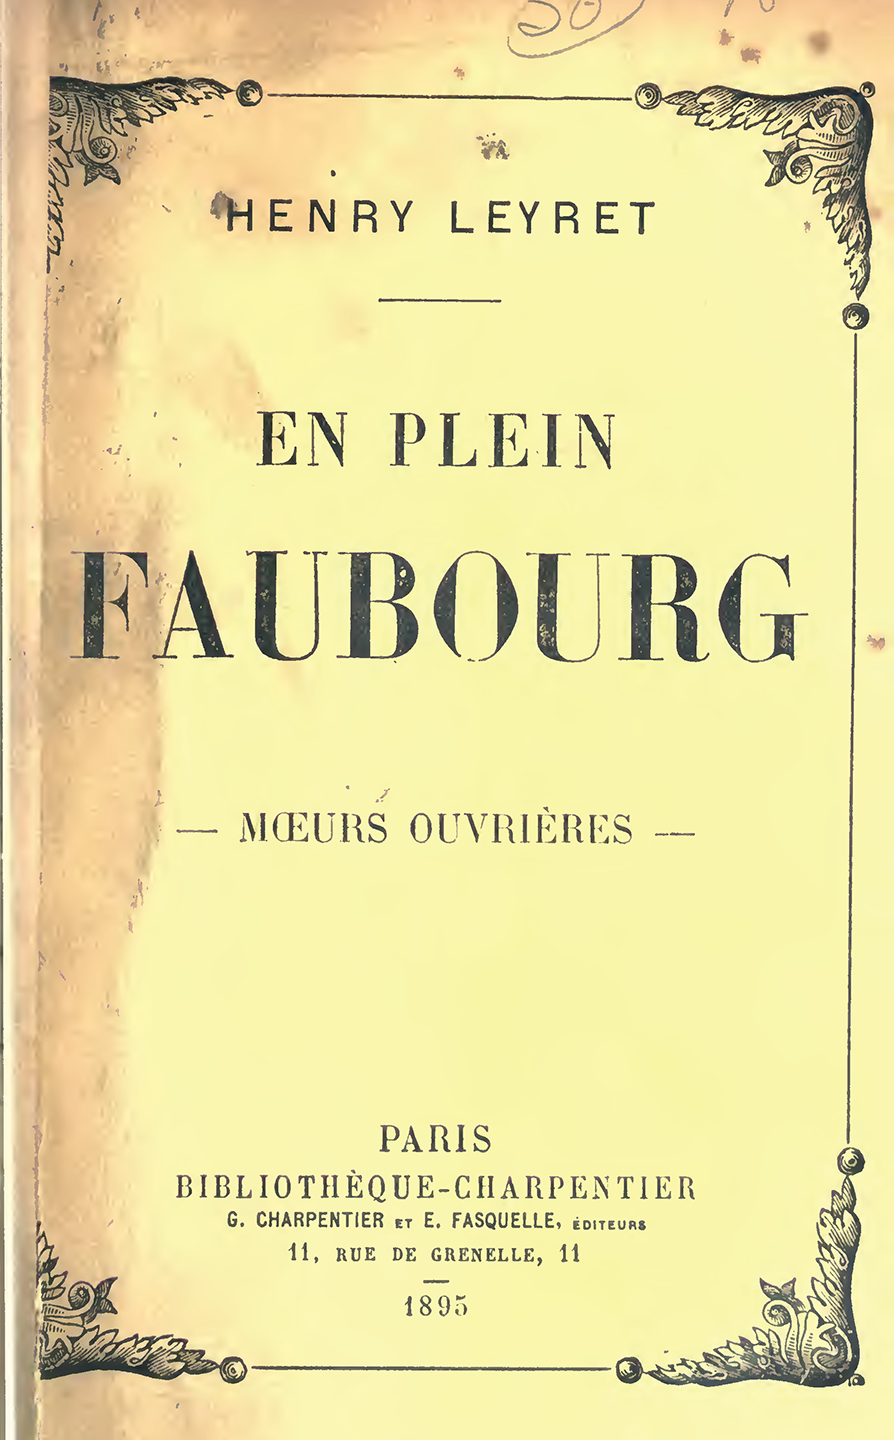 HENRY LEYRET
EN PLEIN
FAUBOURG
— MŒURS OUVRIÈRES —
PARIS
BIBLIOTHÈQUE-CHARPENTIER
G. CHARPENTIER ET E. FASQUELLE, ÉDITEURS
11, RUE DE GRENELLE, 11
1895